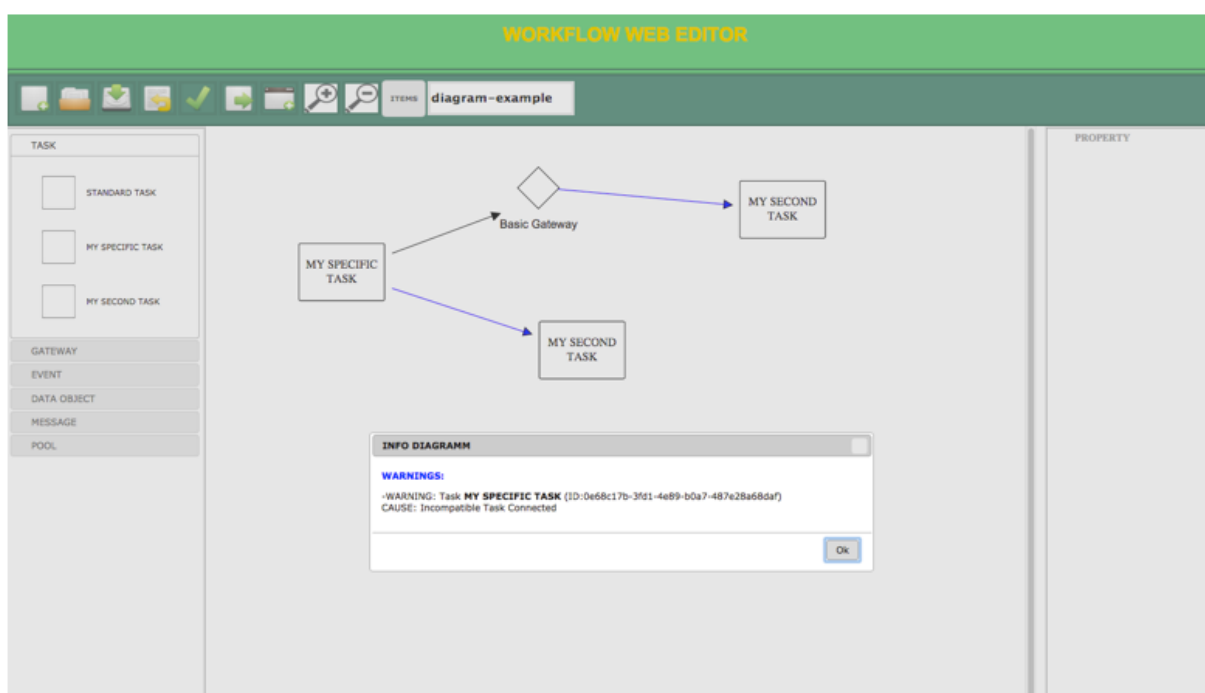 WORKFLOW WEB EDITOR
ITEMS
diagram-example
TASK
STANDARD TASK
MY SPECIFIC TASK
MY SECOND TASK
GATEWAY
EVENT
DATA OBJECT
MESSAGE
POOL
Basic Gateway
MY SECOND
TASK
MY SPECIFIC
TASK
MY SECOND
TASK
INFO DIAGRAMM
WARNINGS:
-WARNING: Task MY SPECIFIC TASK (ID:0e68c17b-3fd1-4e89-b0a7-487e28a68daf)
CAUSE: Incompatible Task Connected
Ok
PROPERTY